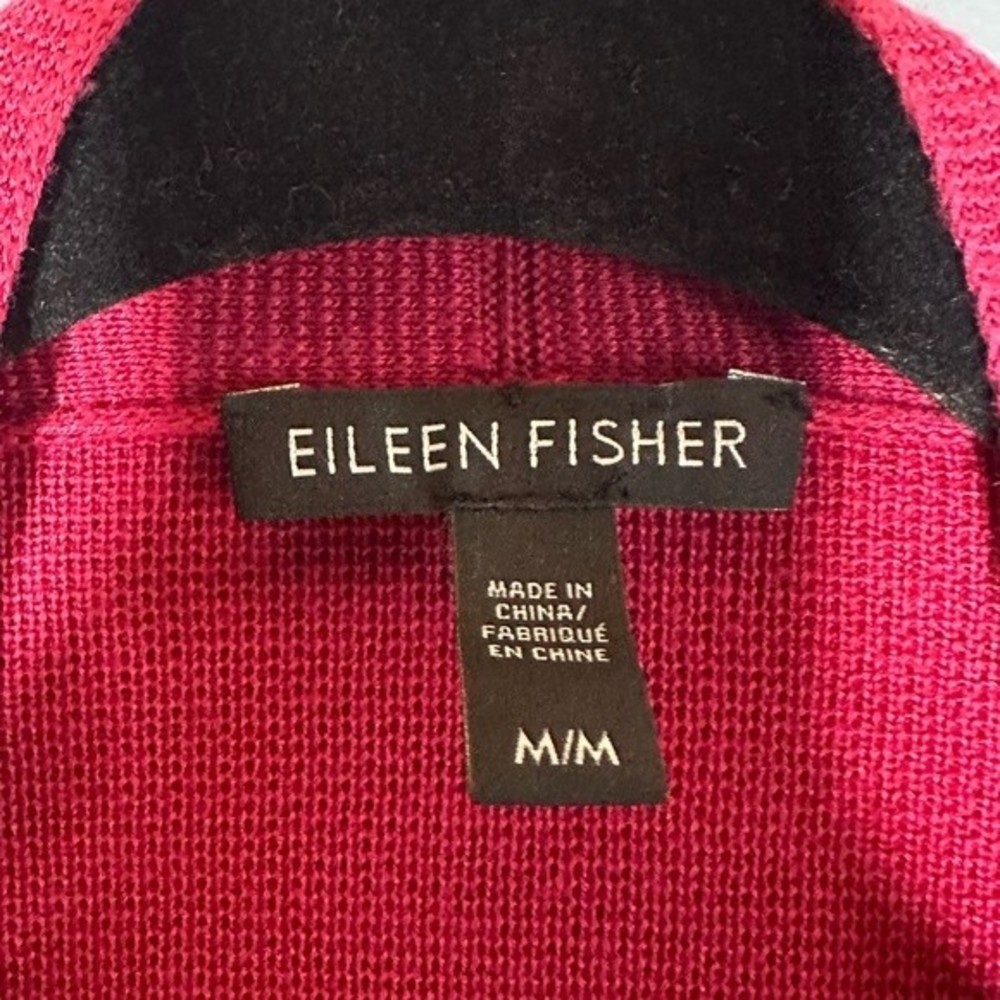 EILEEN FISHER
MADE IN
CHINA/
FABRIQUÉ
EN CHINE
M/M